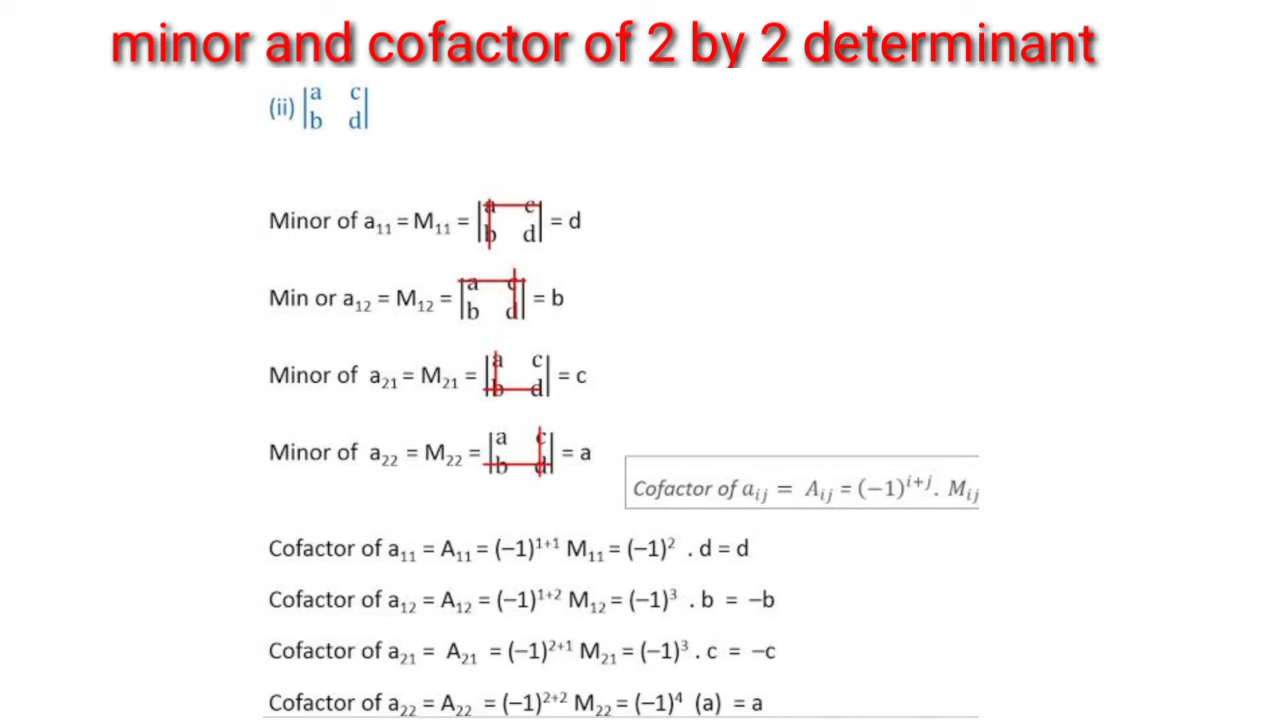 minor and cofactor of 2 by 2 determinant
(ii) |a c|
|b d|
Minor of a₁₁ = M₁₁ = |a c| = d
|b d|
Min or a₁₂ = M₁₂ = |a c| = b
|b d|
Minor of a₂₁ = M₂₁ = |a c| = c
|b d|
Minor of a₂₂ = M₂₂ = |a c| = a
|b d|
Cofactor of aᵢⱼ = Aᵢⱼ = (−1)ⁱ⁺ʲ. Mᵢⱼ
Cofactor of a₁₁ = A₁₁ = (−1)¹⁺¹ M₁₁ = (−1)² . d = d
Cofactor of a₁₂ = A₁₂ = (−1)¹⁺² M₁₂ = (−1)³ . b = −b
Cofactor of a₂₁ = A₂₁ = (−1)²⁺¹ M₂₁ = (−1)³ . c = −c
Cofactor of a₂₂ = A₂₂ = (−1)²⁺² M₂₂ = (−1)⁴ (a) = a